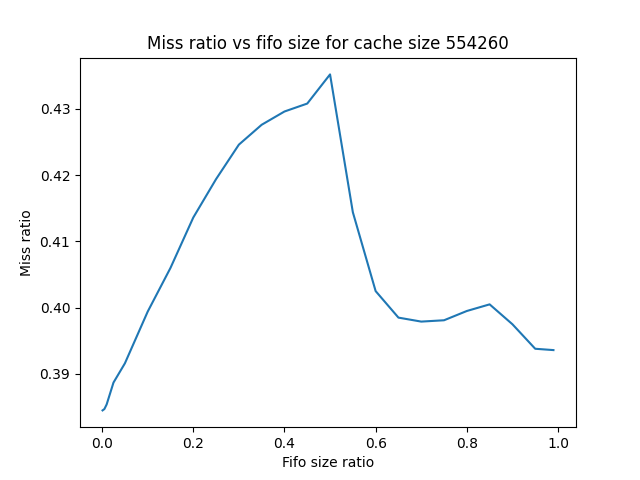 Miss ratio vs fifo size for cache size 554260
0.43
0.42
0.41
0.40
0.39
Miss ratio
0.0 0.2 0.4 0.6 0.8 1.0
Fifo size ratio